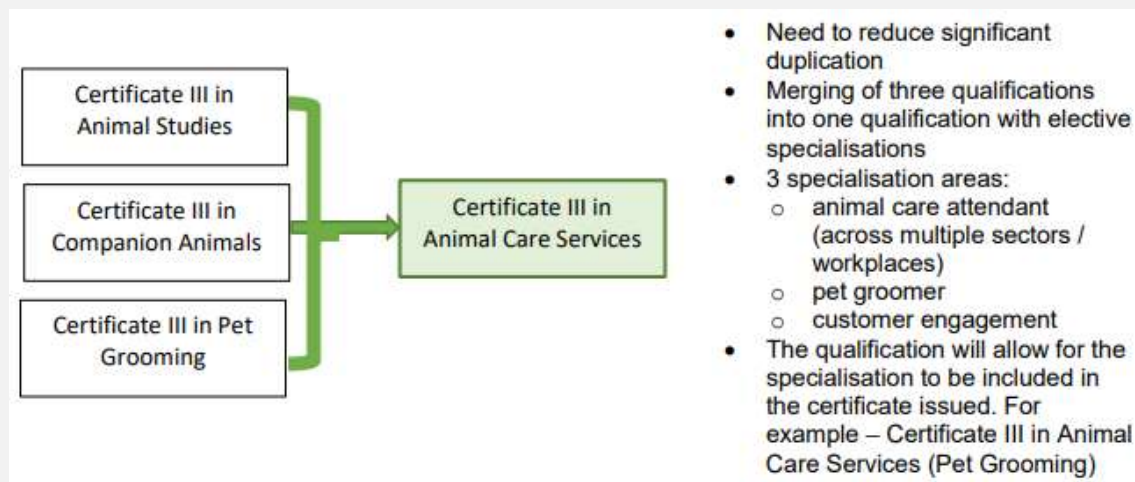 Certificate III in
Animal Studies
Certificate III in
Companion Animals
Certificate III in Pet
Grooming
Certificate III in
Animal Care Services
• Need to reduce significant
duplication
• Merging of three qualifications
into one qualification with elective
specialisations
• 3 specialisation areas:
o animal care attendant
(across multiple sectors /
workplaces)
o pet groomer
o customer engagement
• The qualification will allow for the
specialisation to be included in
the certificate issued. For
example – Certificate III in Animal
Care Services (Pet Grooming)